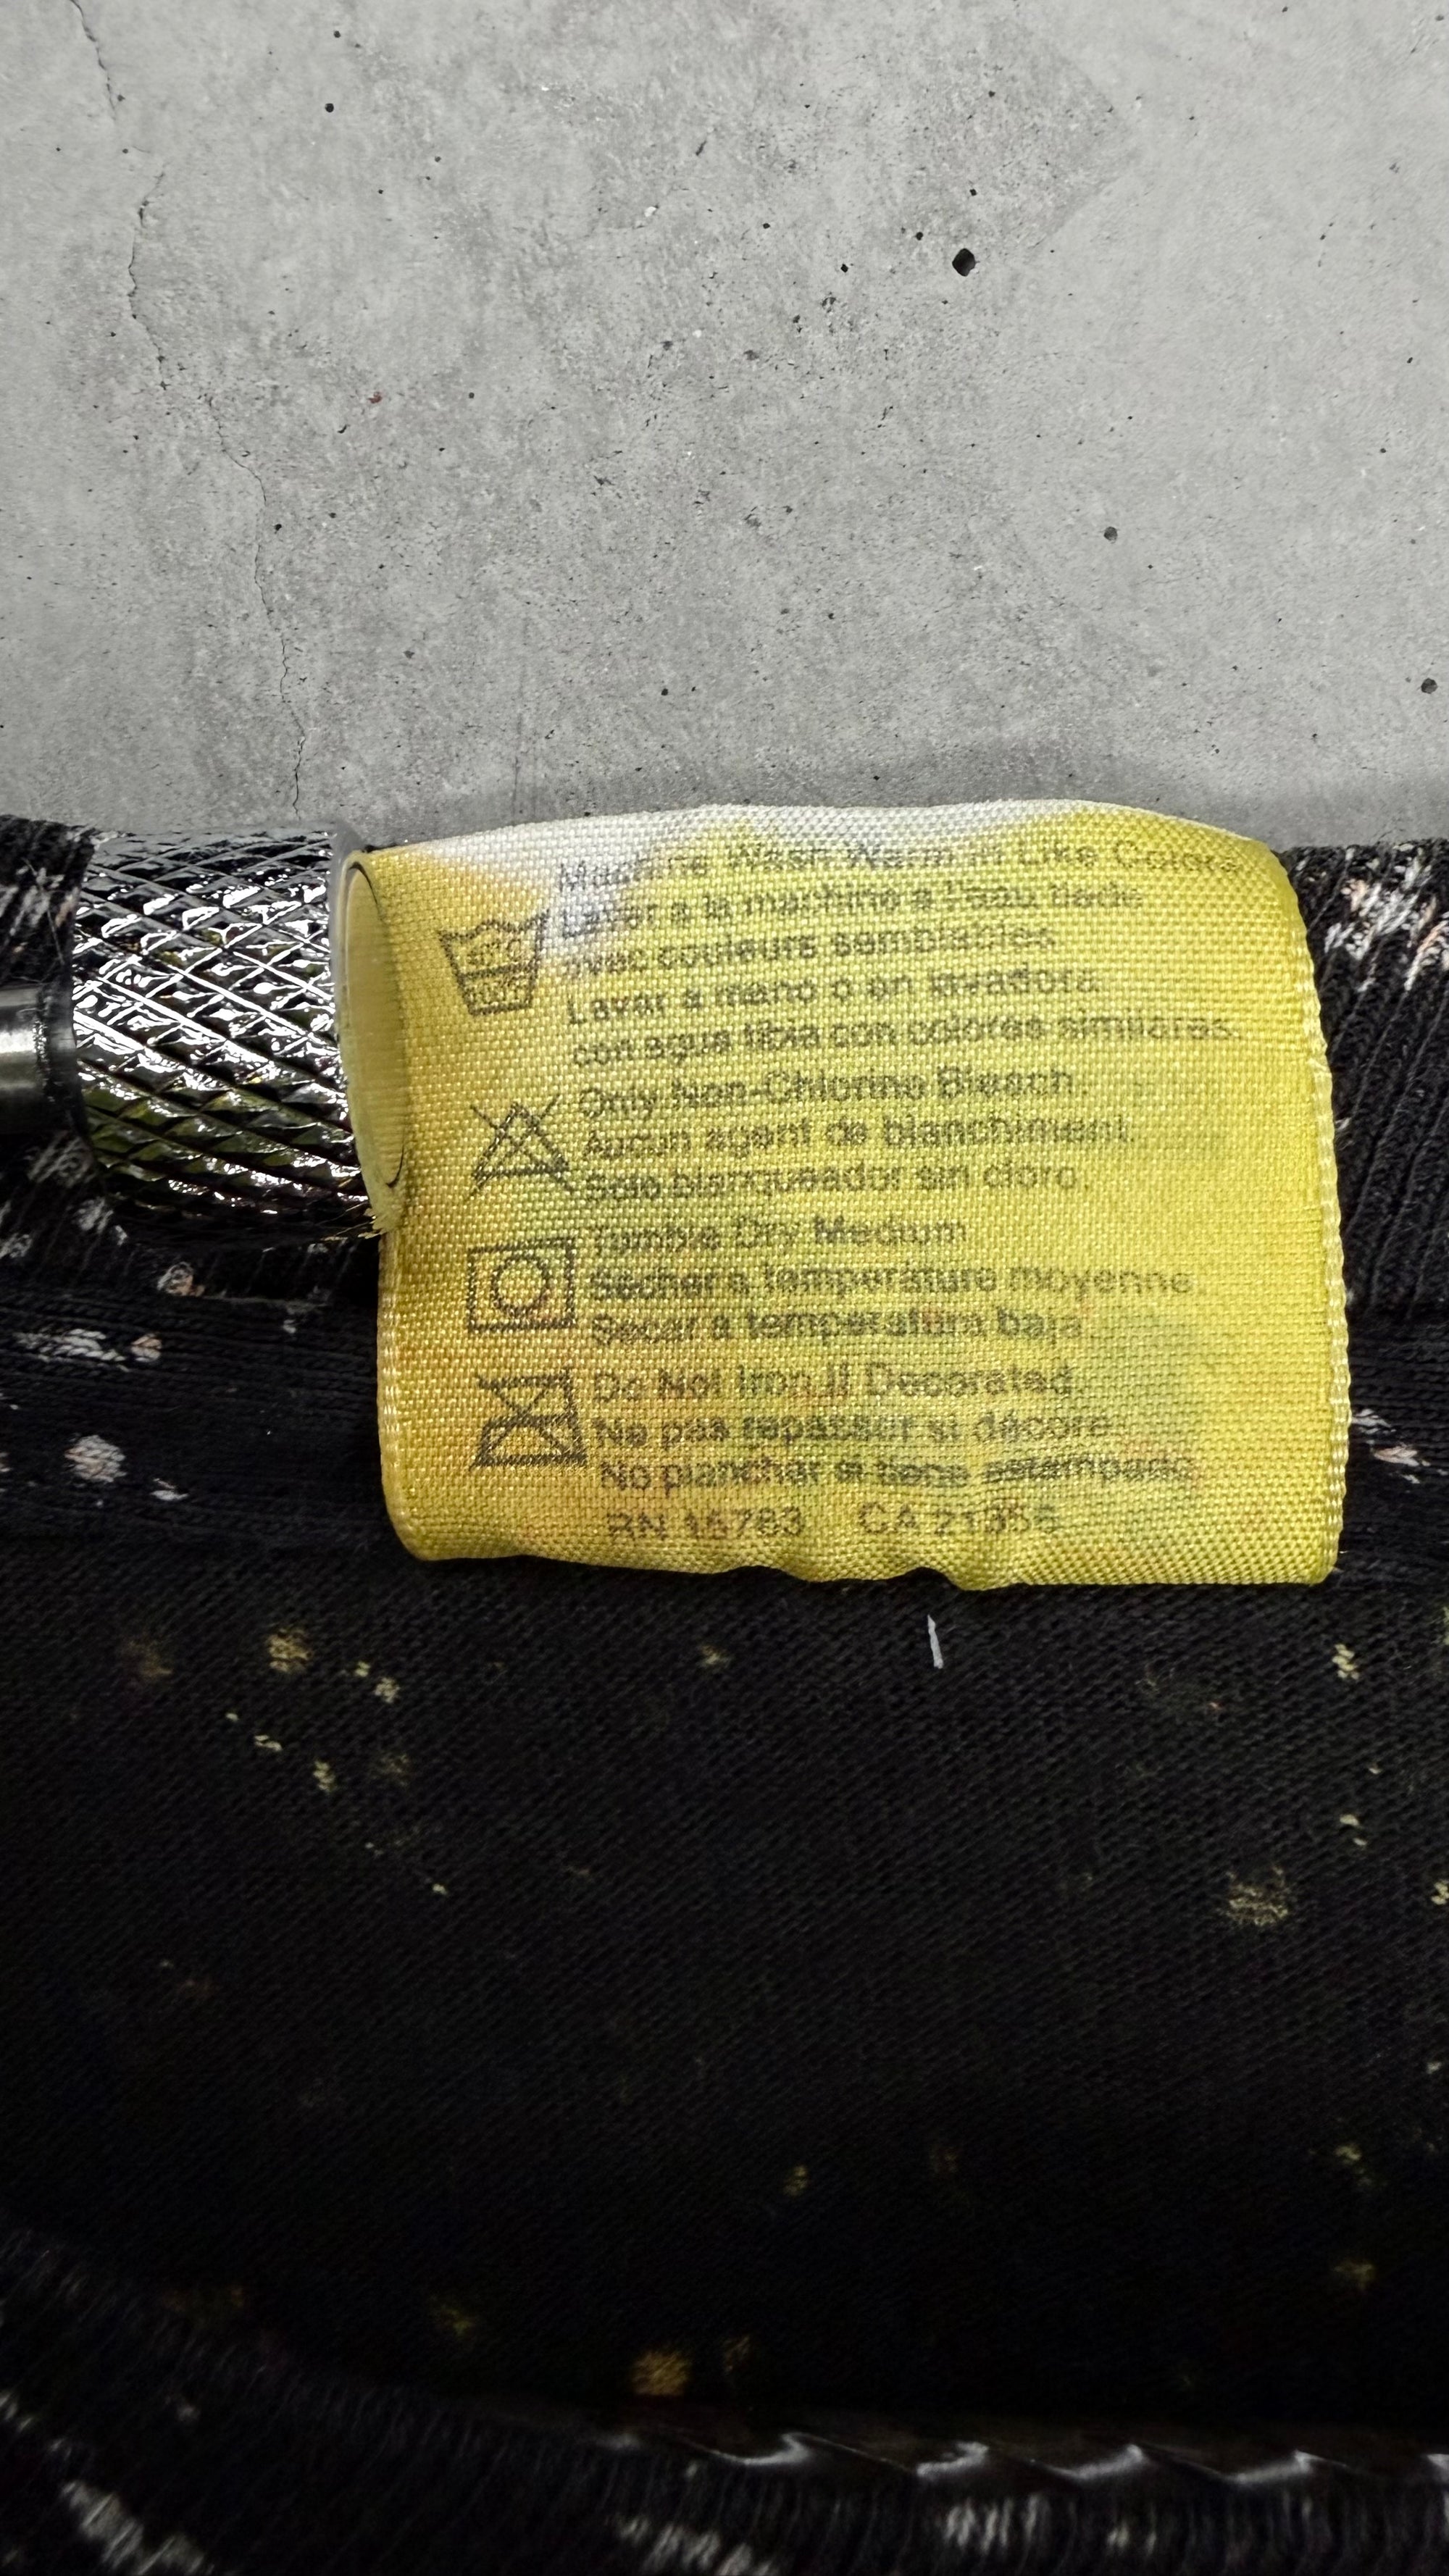 Machine Wash Warm in Like Colors
Laver a la machine a l'eau tiede
avec couleurs semblables
Lavar a mano o en lavadora
con agua tibia con colores similares.
Only Non-Chlorine Bleach.
Aucun agent de blanchiment.
Solo blanqueador sin cloro.
Tumble Dry Medium
Sécher a température moyenne
Secar a temperatura baja
Do Not Iron If Decorated.
Ne pas repasser si décoré
No planchar si tiene estampado
RN 15783 CA 21356